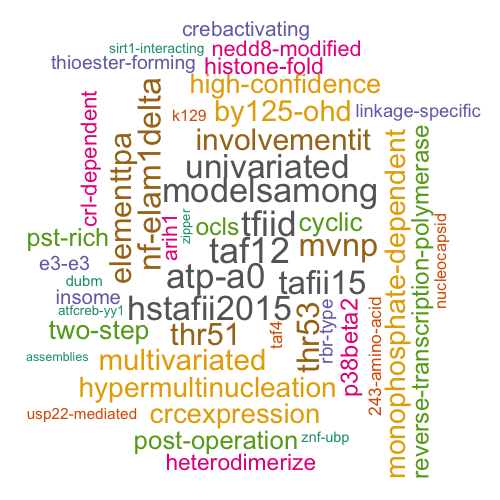 crebactivating
sirt1-interacting nedd8-modified
thioester-forming histone-fold
high-confidence
k129 by125-ohd linkage-specific
crl-dependent
elementtpa
nf-elam1delta
involvementit
univariated
modelsamong
monophosphate-dependent
reverse-transcription-polymerase
nucleocapsid
arih1
zipper
ocls tfiid cyclic
pst-rich taf12 mvnp
e3-e3 atp-a0 tafii15
dubm
insome hstafii2015
atfcreb-yy1
rbr-type
p38beta2
243-amino-acid
two-step thr51
taf4
thr53
assemblies multivariated
hypermultinucleation
usp22-mediated crcexpression
post-operation znf-ubp
heterodimerize